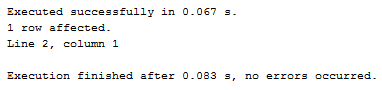 Executed successfully in 0.067 s.
1 row affected.
Line 2, column 1
Execution finished after 0.083 s, no errors occurred.